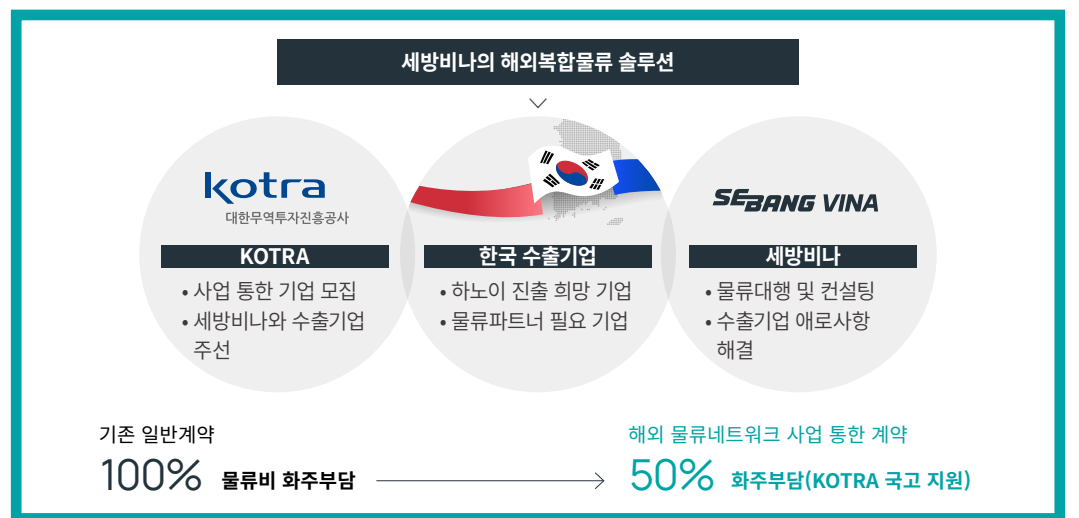 세방비나의 해외복합물류 솔루션
kotra
대한무역투자진흥공사
KOTRA
• 사업 통한 기업 모집
• 세방비나와 수출기업
주선
한국 수출기업
• 하노이 진출 희망 기업
• 물류파트너 필요 기업
SEBANG VINA
세방비나
• 물류대행 및 컨설팅
• 수출기업 애로사항
해결
기존 일반계약
100% 물류비 화주부담
해외 물류네트워크 사업 통한 계약
50% 화주부담(KOTRA 국고 지원)